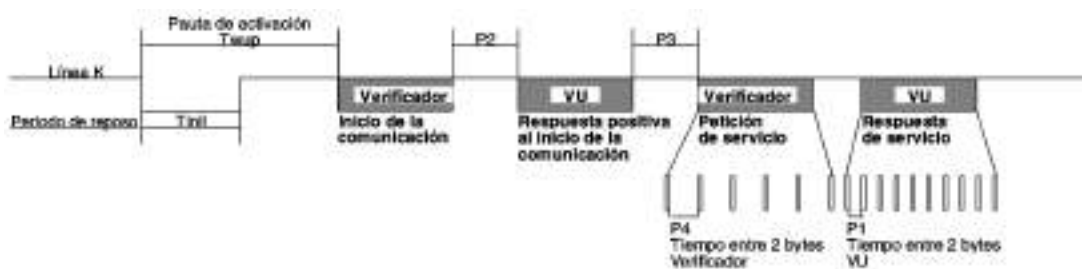 Pauta de activación
Twup
P2
P3
Línea K
Verificador
VU
Verificador
VU
Período de reposo
Tinil
Inicio de la
comunicación
Respuesta positiva
al inicio de la
comunicación
Petición
de servicio
Respuesta
de servicio
P4
Tiempo entre 2 bytes
Verificador
P1
Tiempo entre 2 bytes
VU